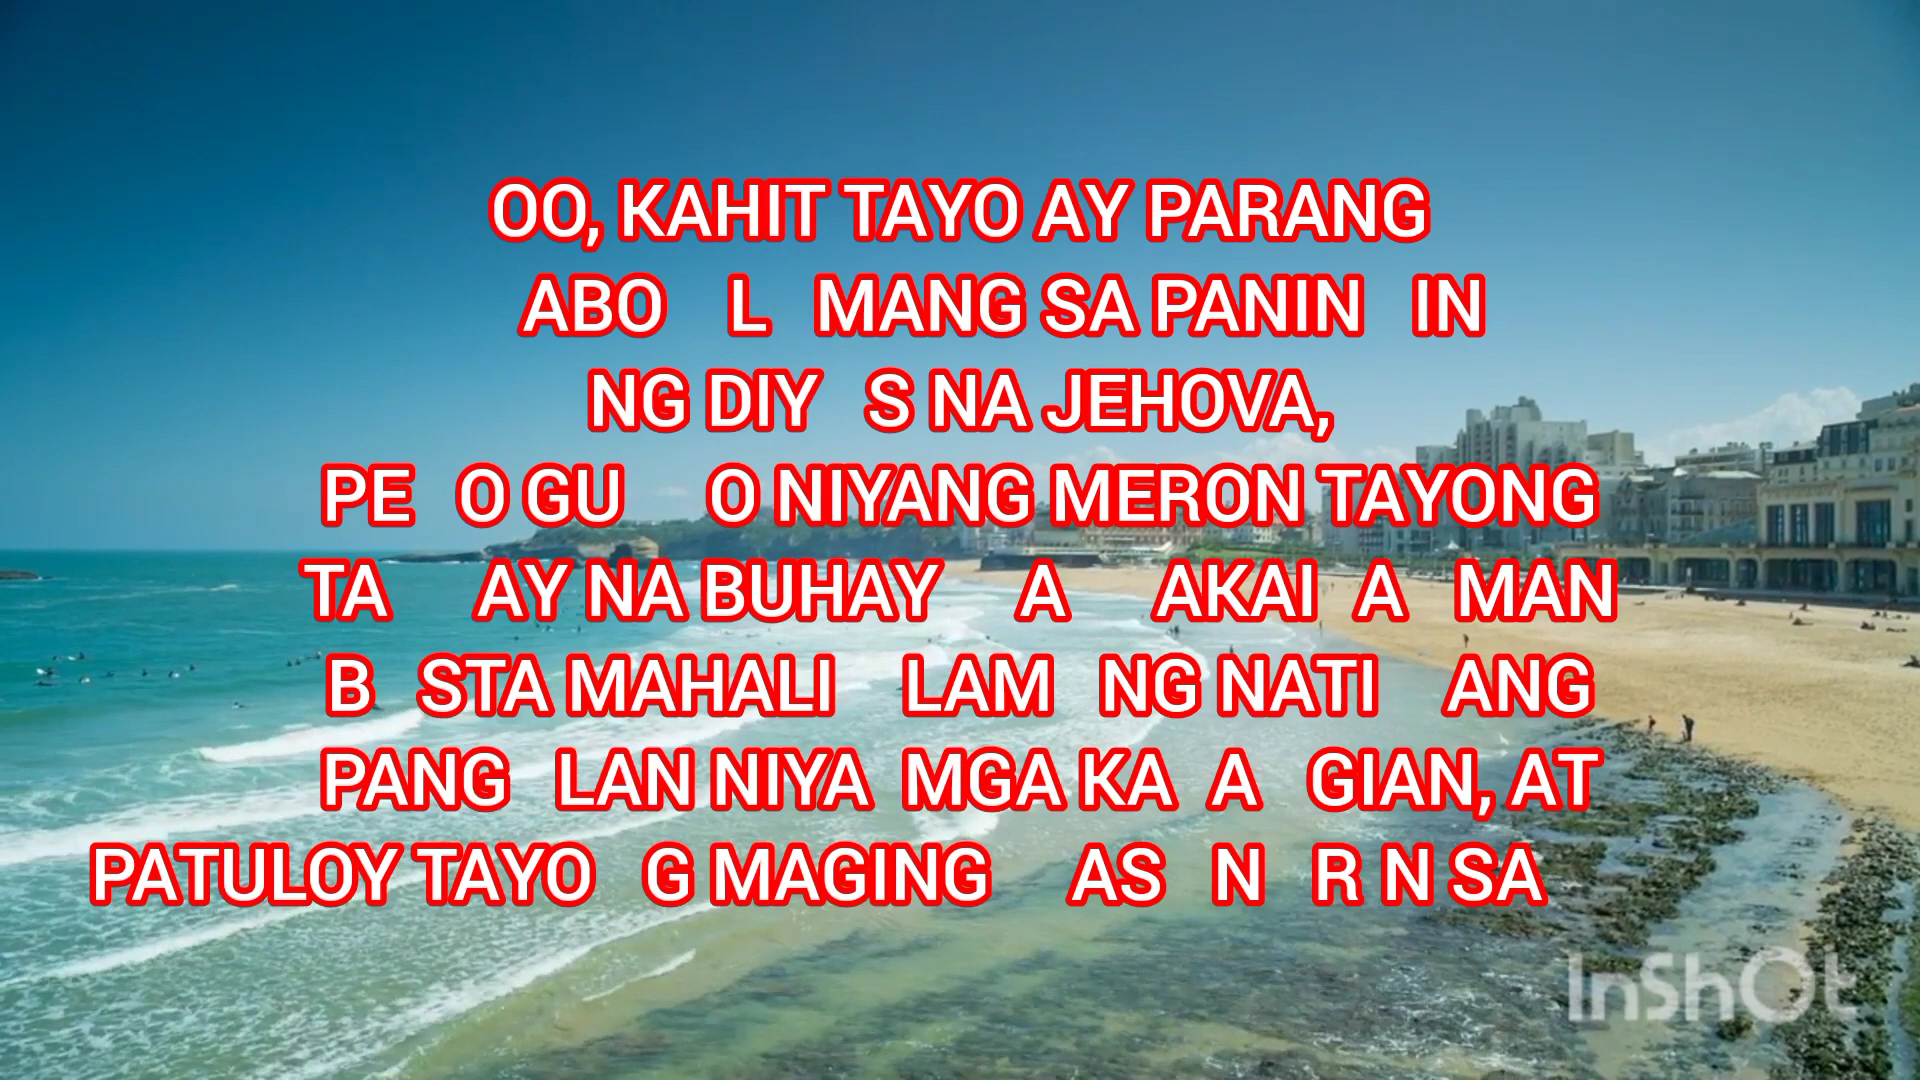 OO, KAHIT TAYO AY PARANG
ABO L MANG SA PANIN IN
NG DIY S NA JEHOVA,
PE O GU O NIYANG MERON TAYONG
TA AY NA BUHAY A AKAI A MAN
B STA MAHALI LAM NG NATI ANG
PANG LAN NIYA MGA KA A GIAN, AT
PATULOY TAYO G MAGING AS N R N SA
InShOt